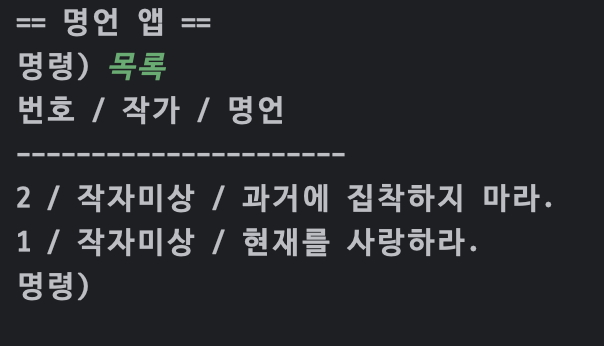 == 명언 앱 ==
명령) 목록
번호 / 작가 / 명언
----------------------
2 / 작자미상 / 과거에 집착하지 마라.
1 / 작자미상 / 현재를 사랑하라.
명령)